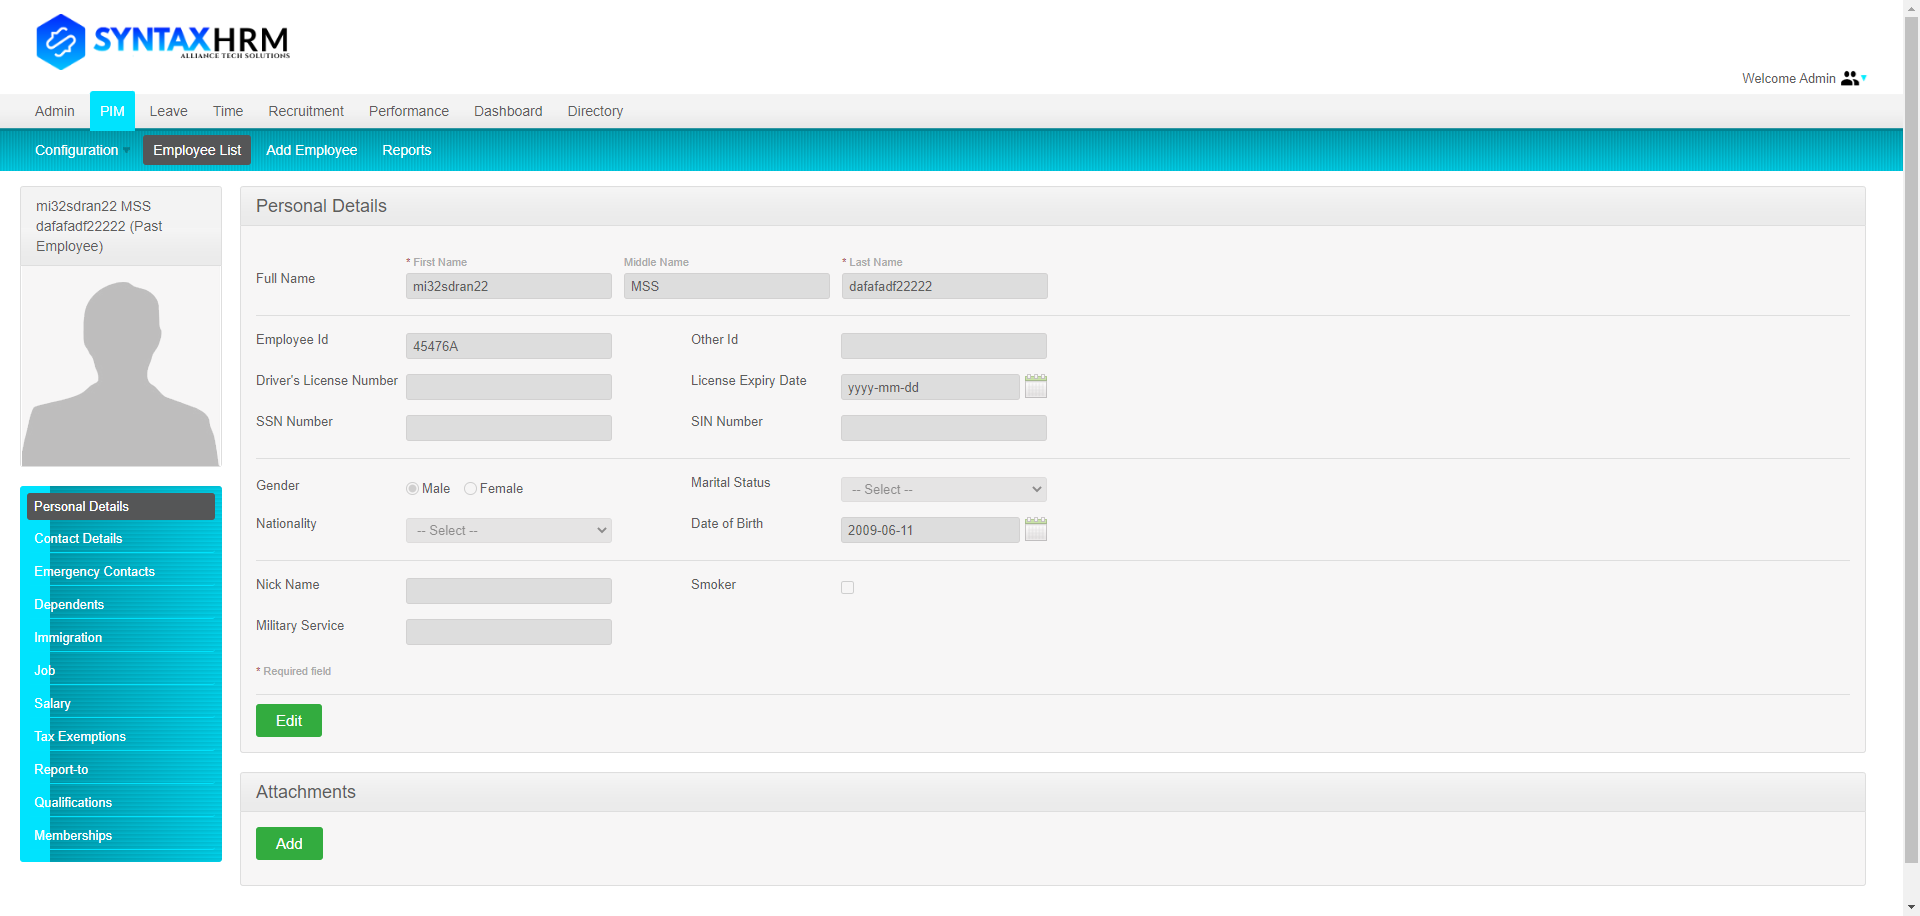 SYNTAXHRM
ALLIANCE TECH SOLUTIONS
Welcome Admin
Admin PIM Leave Time Recruitment Performance Dashboard Directory
Configuration Employee List Add Employee Reports
mi32sdran22 MSS
dafafadf22222 (Past
Employee)
Personal Details
Contact Details
Emergency Contacts
Dependents
Immigration
Job
Salary
Tax Exemptions
Report-to
Qualifications
Memberships
Personal Details
* First Name Middle Name * Last Name
Full Name mi32sdran22 MSS dafafadf22222
Employee Id 45476A Other Id
Driver's License Number License Expiry Date yyyy-mm-dd
SSN Number SIN Number
Gender Male Female Marital Status -- Select --
Nationality -- Select -- Date of Birth 2009-06-11
Nick Name Smoker
Military Service
* Required field
Edit
Attachments
Add